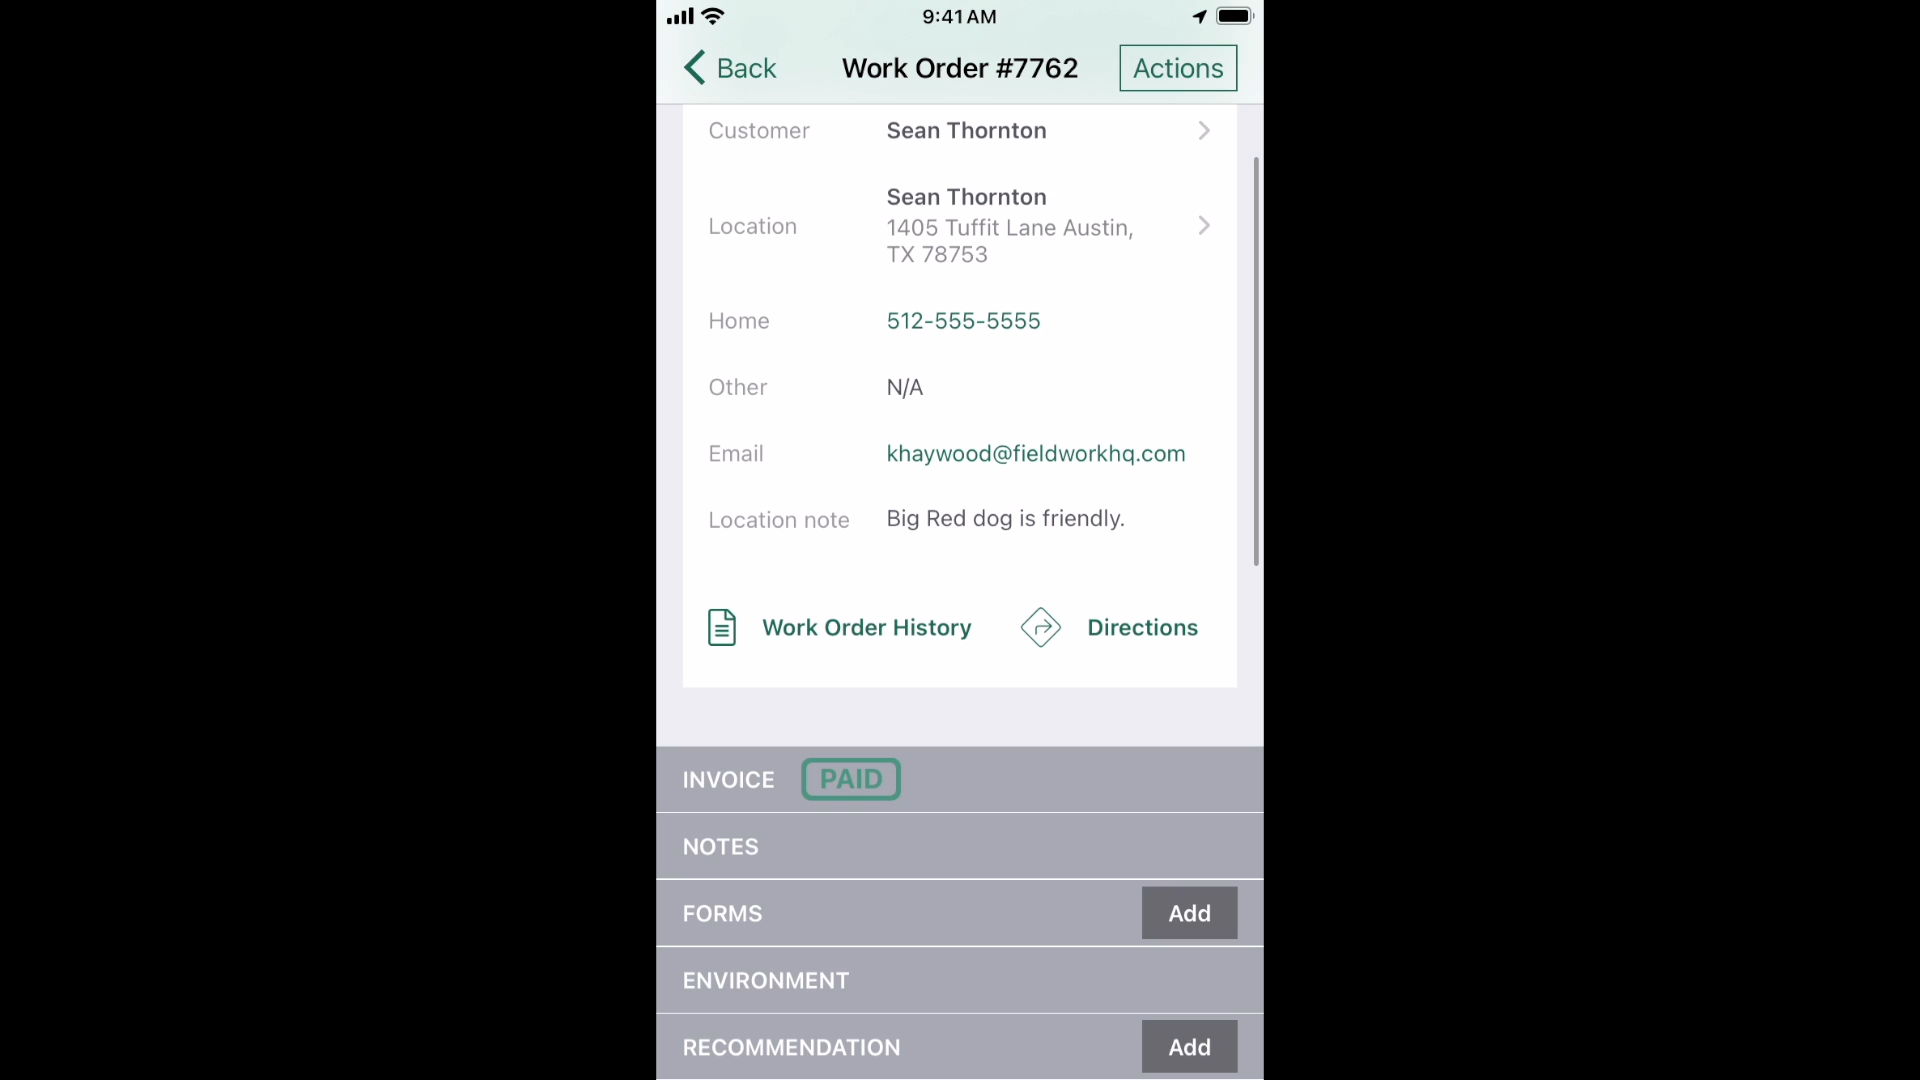 9:41 AM
Back
Work Order #7762
Actions
Customer
Sean Thornton
Location
Sean Thornton
1405 Tuffit Lane Austin,
TX 78753
Home
512-555-5555
Other
N/A
Email
khaywood@fieldworkhq.com
Location note
Big Red dog is friendly.
Work Order History
Directions
INVOICE
PAID
NOTES
FORMS
Add
ENVIRONMENT
RECOMMENDATION
Add